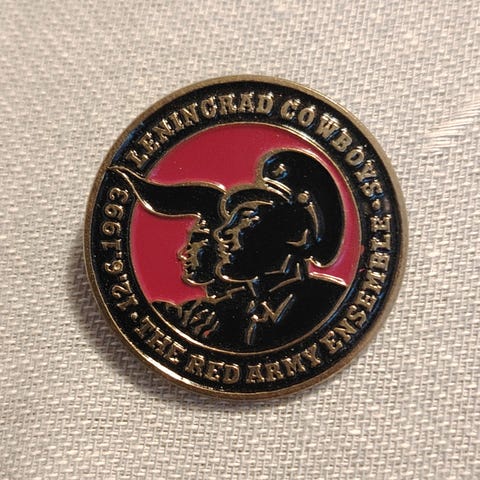 LENINGRAD COWBOYS •
THE RED ARMY ENSEMBLE •
12.6.1993